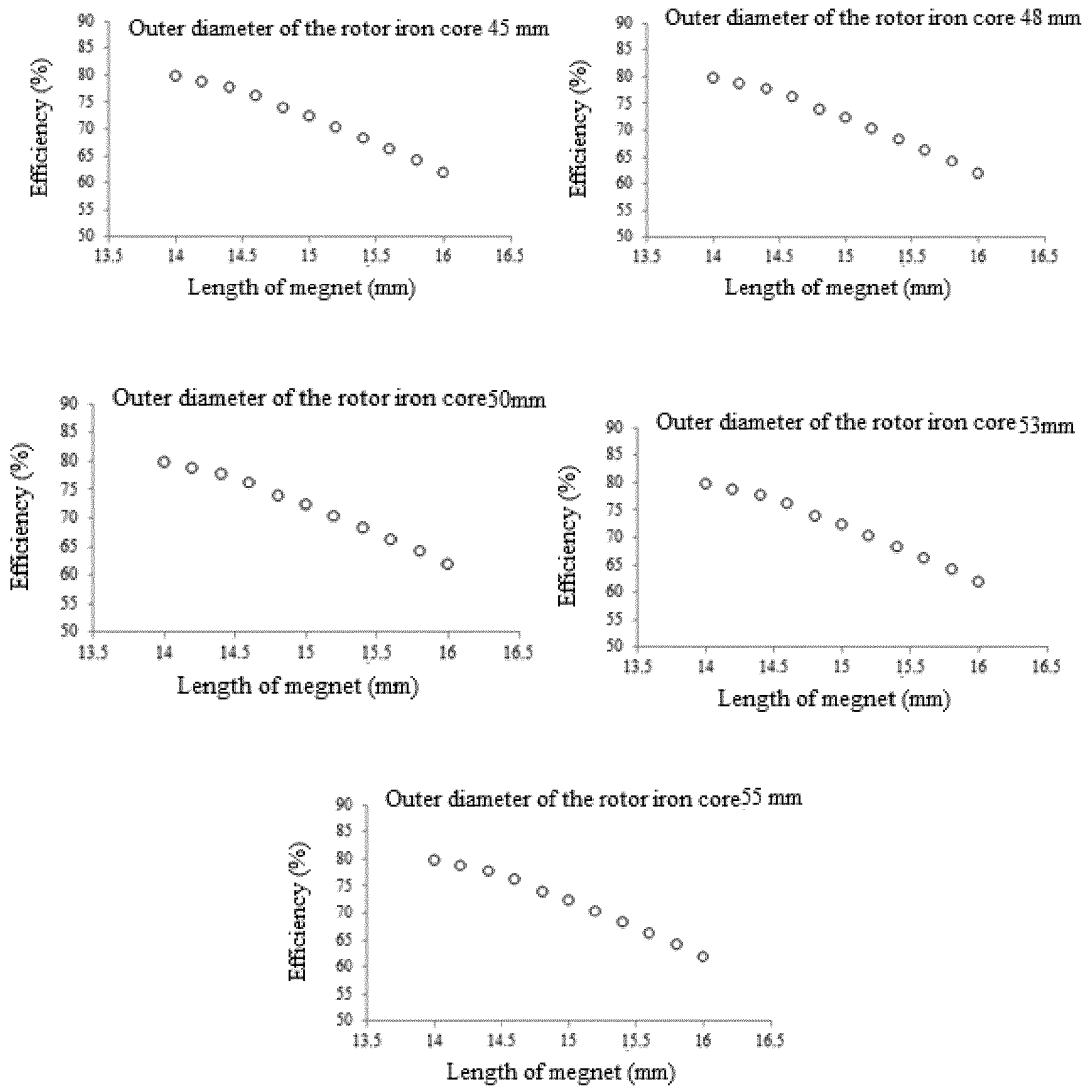 Outer diameter of the rotor iron core 45 mm
Efficiency (%)
90
85
80
75
70
65
60
55
50
13.5 14 14.5 15 15.5 16 16.5
Length of megnet (mm)
Outer diameter of the rotor iron core 48 mm
Efficiency (%)
90
85
80
75
70
65
60
55
50
13.5 14 14.5 15 15.5 16 16.5
Length of megnet (mm)
Outer diameter of the rotor iron core50mm
Efficiency (%)
90
85
80
75
70
65
60
55
50
13.5 14 14.5 15 15.5 16 16.5
Length of megnet (mm)
Outer diameter of the rotor iron core 53mm
Efficiency (%)
90
85
80
75
70
65
60
55
50
13.5 14 14.5 15 15.5 16 16.5
Length of megnet (mm)
Outer diameter of the rotor iron core55 mm
Efficiency (%)
90
85
80
75
70
65
60
55
50
13.5 14 14.5 15 15.5 16 16.5
Length of megnet (mm)